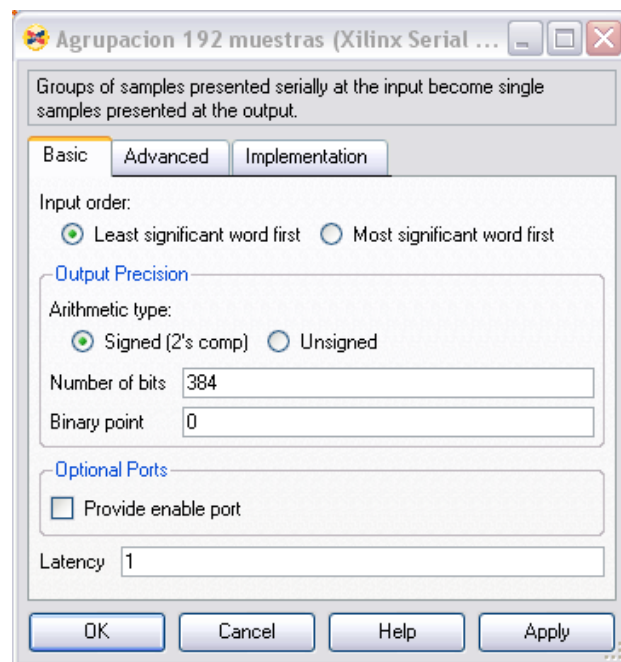 Agrupacion 192 muestras (Xilinx Serial ...
Groups of samples presented serially at the input become single
samples presented at the output.
Basic Advanced Implementation
Input order:
Least significant word first Most significant word first
Output Precision
Arithmetic type:
Signed (2's comp) Unsigned
Number of bits 384
Binary point 0
Optional Ports
Provide enable port
Latency 1
OK Cancel Help Apply